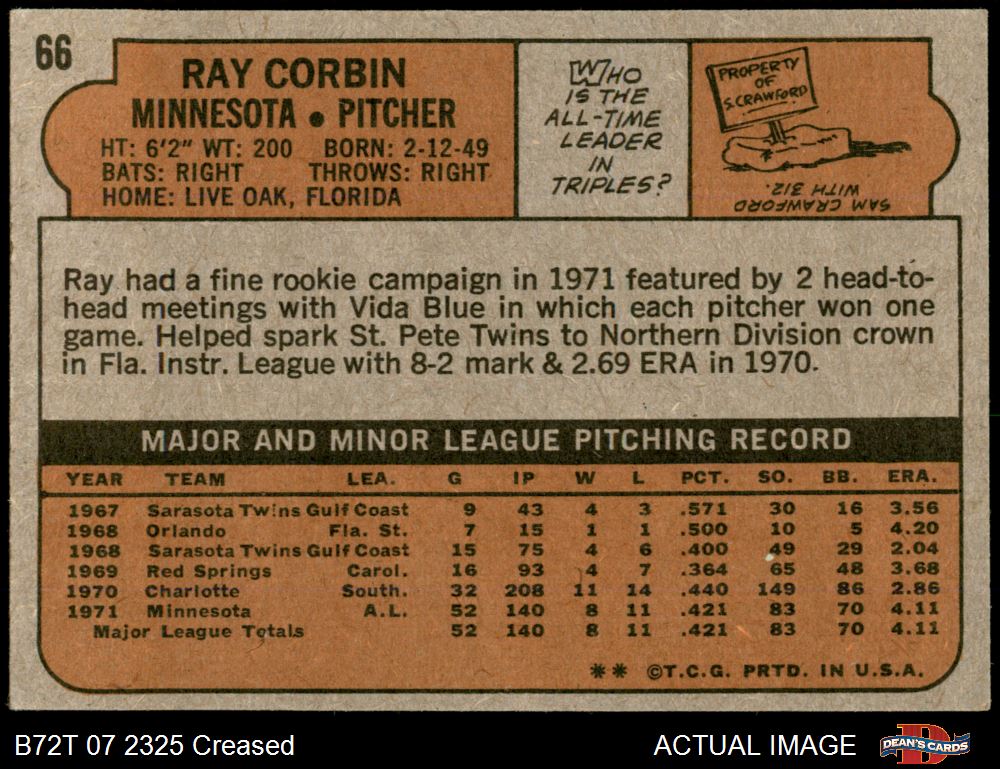 66
RAY CORBIN
MINNESOTA • PITCHER
HT: 6'2" WT: 200 BORN: 2-12-49
BATS: RIGHT THROWS: RIGHT
HOME: LIVE OAK, FLORIDA
WHO
IS THE
ALL-TIME
LEADER
IN
TRIPLES?
PROPERTY
OF
S. CRAWFORD
SAM CRAWFORD
WITH 312.
Ray had a fine rookie campaign in 1971 featured by 2 head-to-
head meetings with Vida Blue in which each pitcher won one
game. Helped spark St. Pete Twins to Northern Division crown
in Fla. Instr. League with 8-2 mark & 2.69 ERA in 1970.
MAJOR AND MINOR LEAGUE PITCHING RECORD
YEAR TEAM LEA. G IP W L PCT. SO. BB. ERA.
1967 Sarasota Twins Gulf Coast 9 43 4 3 .571 30 16 3.56
1968 Orlando Fla. St. 7 15 1 1 .500 10 5 4.20
1968 Sarasota Twins Gulf Coast 15 75 4 6 .400 49 29 2.04
1969 Red Springs Carol. 16 93 4 7 .364 65 48 3.68
1970 Charlotte South. 32 208 11 14 .440 149 86 2.86
1971 Minnesota A.L. 52 140 8 11 .421 83 70 4.11
Major League Totals 52 140 8 11 .421 83 70 4.11
** ©T.C.G. PRTD. IN U.S.A.
B72T 07 2325 Creased
ACTUAL IMAGE
DEAN'S CARDS